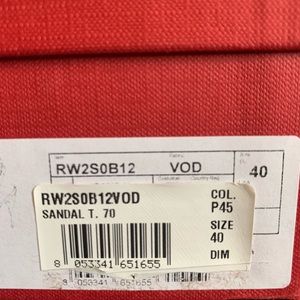 RW2S0B12 VOD 40
RW2S0B12VOD
SANDAL T. 70
COL.
P45
SIZE
40
DIM
8 053341 651655